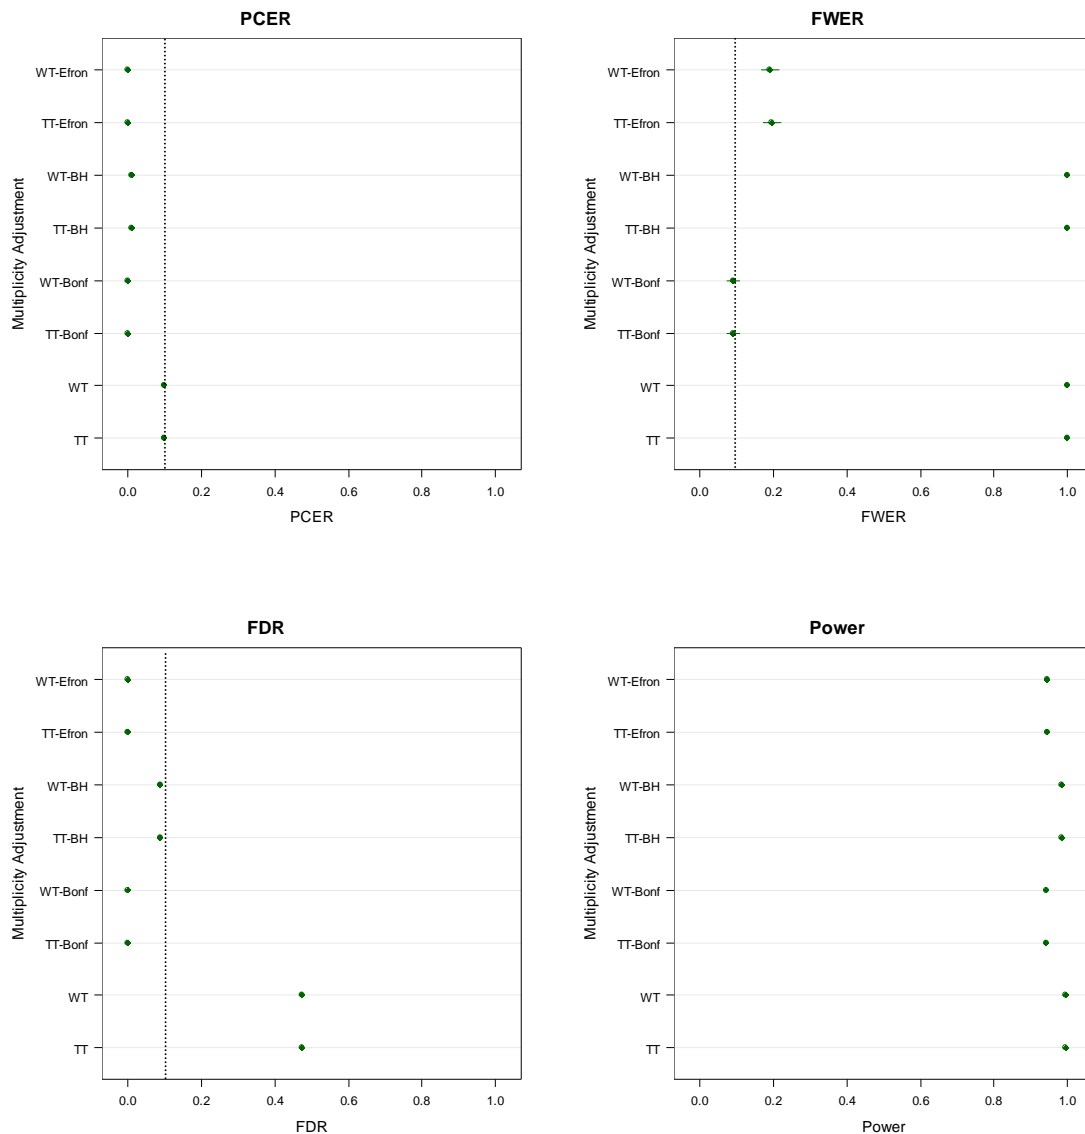 PCER
Multiplicity Adjustment
WT-Efron
TT-Efron
WT-BH
TT-BH
WT-Bonf
TT-Bonf
WT
TT
0.0 0.2 0.4 0.6 0.8 1.0
PCER
FWER
Multiplicity Adjustment
WT-Efron
TT-Efron
WT-BH
TT-BH
WT-Bonf
TT-Bonf
WT
TT
0.0 0.2 0.4 0.6 0.8 1.0
FWER
FDR
Multiplicity Adjustment
WT-Efron
TT-Efron
WT-BH
TT-BH
WT-Bonf
TT-Bonf
WT
TT
0.0 0.2 0.4 0.6 0.8 1.0
FDR
Power
Multiplicity Adjustment
WT-Efron
TT-Efron
WT-BH
TT-BH
WT-Bonf
TT-Bonf
WT
TT
0.0 0.2 0.4 0.6 0.8 1.0
Power